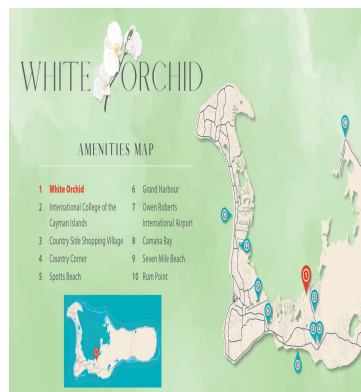 WHITE ORCHID
AMENITIES MAP
1 White Orchid
2 International College of the
Cayman Islands
3 Country Side Shopping Village
4 Country Corner
5 Spotts Beach
6 Grand Harbour
7 Owen Roberts
International Airport
8 Camana Bay
9 Seven Mile Beach
10 Rum Point